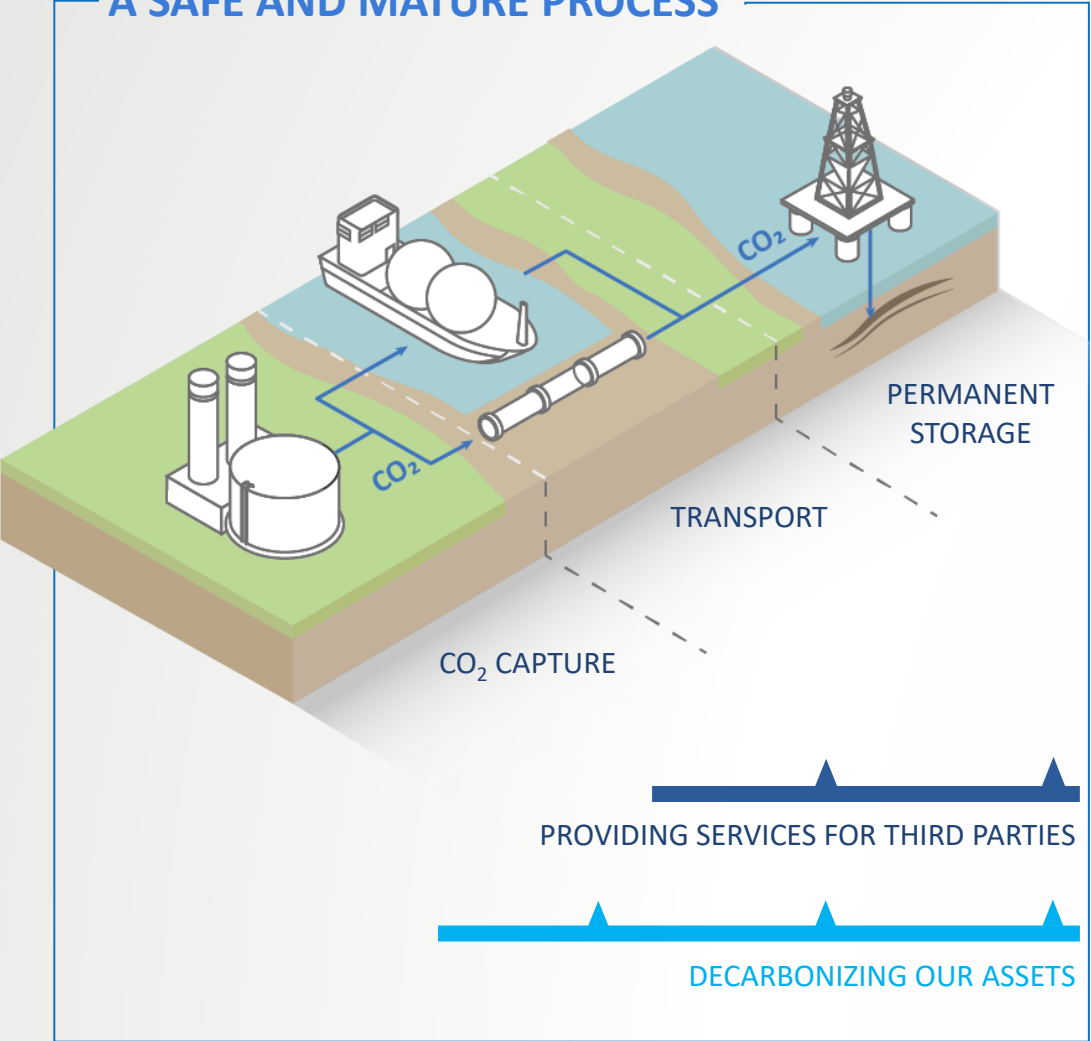 A SAFE AND MATURE PROCESS
CO₂
CO₂
PERMANENT
STORAGE
TRANSPORT
CO₂ CAPTURE
PROVIDING SERVICES FOR THIRD PARTIES
DECARBONIZING OUR ASSETS